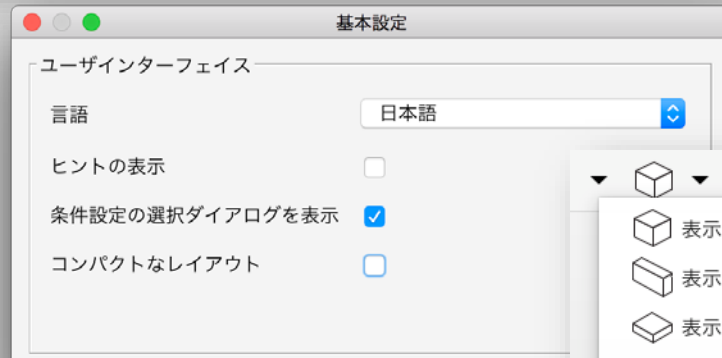 基本設定
ユーザインターフェイス
言語
日本語
ヒントの表示
条件設定の選択ダイアログを表示
コンパクトなレイアウト
表示
表示
表示